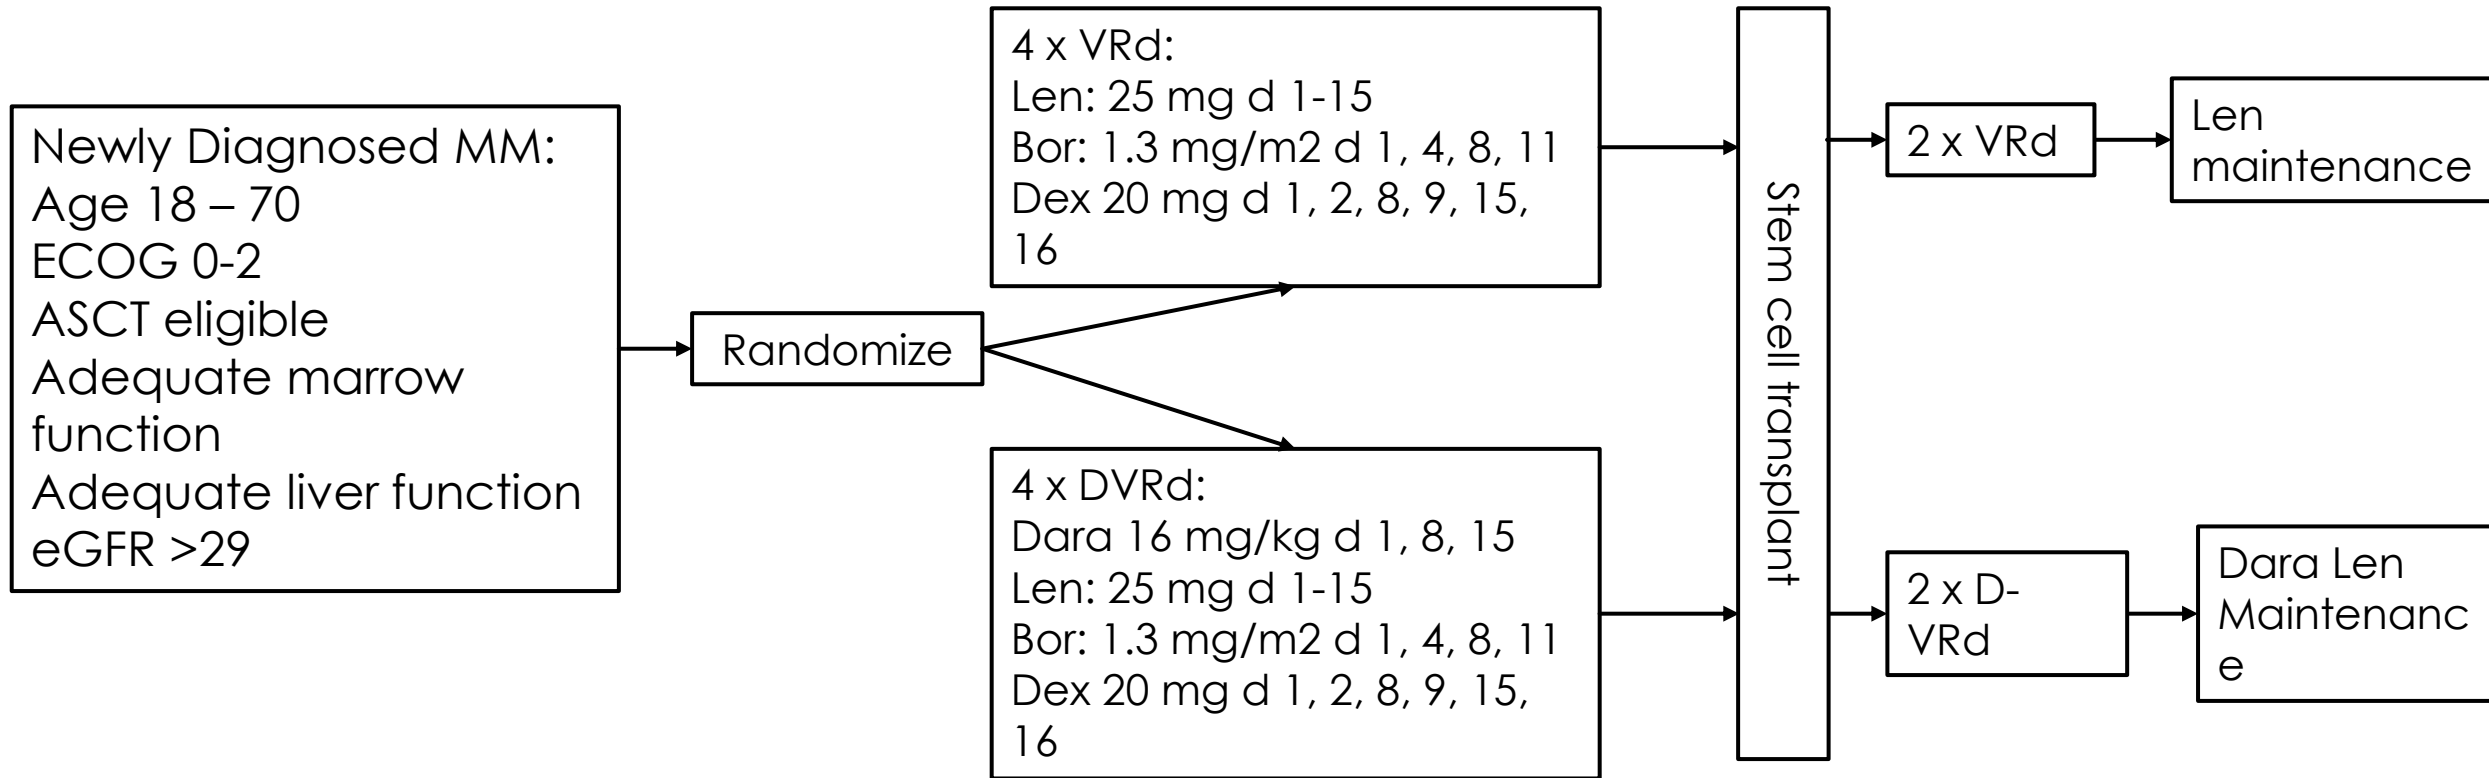 Newly Diagnosed MM:
Age 18 – 70
ECOG 0-2
ASCT eligible
Adequate marrow
function
Adequate liver function
eGFR >29
Randomize
4 x VRd:
Len: 25 mg d 1-15
Bor: 1.3 mg/m2 d 1, 4, 8, 11
Dex 20 mg d 1, 2, 8, 9, 15,
16
4 x DVRd:
Dara 16 mg/kg d 1, 8, 15
Len: 25 mg d 1-15
Bor: 1.3 mg/m2 d 1, 4, 8, 11
Dex 20 mg d 1, 2, 8, 9, 15,
16
Stem cell transplant
2 x VRd
Len
maintenance
2 x D-
VRd
Dara Len
Maintenanc
e